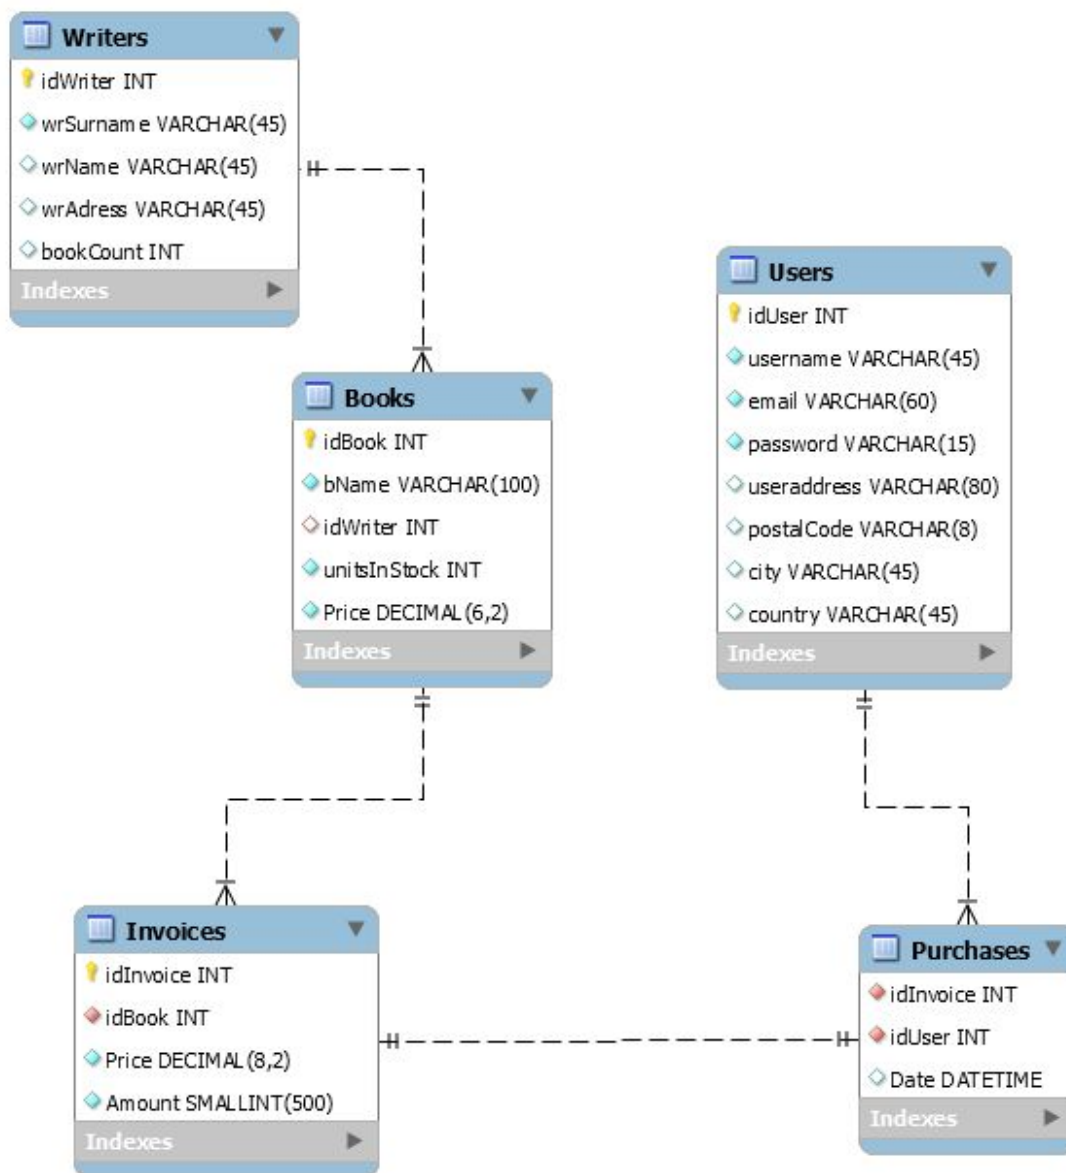 Writers
idWriter INT
wrSurname VARCHAR(45)
wrName VARCHAR(45)
wrAdress VARCHAR(45)
bookCount INT
Indexes
Books
idBook INT
bName VARCHAR(100)
idWriter INT
unitsInStock INT
Price DECIMAL(6,2)
Indexes
Users
idUser INT
username VARCHAR(45)
email VARCHAR(60)
password VARCHAR(15)
useraddress VARCHAR(80)
postalCode VARCHAR(8)
city VARCHAR(45)
country VARCHAR(45)
Indexes
Invoices
idInvoice INT
idBook INT
Price DECIMAL(8,2)
Amount SMALLINT(500)
Indexes
Purchases
idInvoice INT
idUser INT
Date DATETIME
Indexes